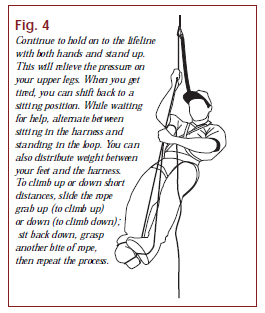 Fig. 4
Continue to hold on to the lifeline
with both hands and stand up.
This will relieve the pressure on
your upper legs. When you get
tired, you can shift back to a
sitting position. While waiting
for help, alternate between
sitting in the harness and
standing in the loop. You can
also distribute weight between
your feet and the harness.
To climb up or down short
distances, slide the rope
grab up (to climb up)
or down (to climb down);
sit back down, grasp
another bite of rope,
then repeat the process.